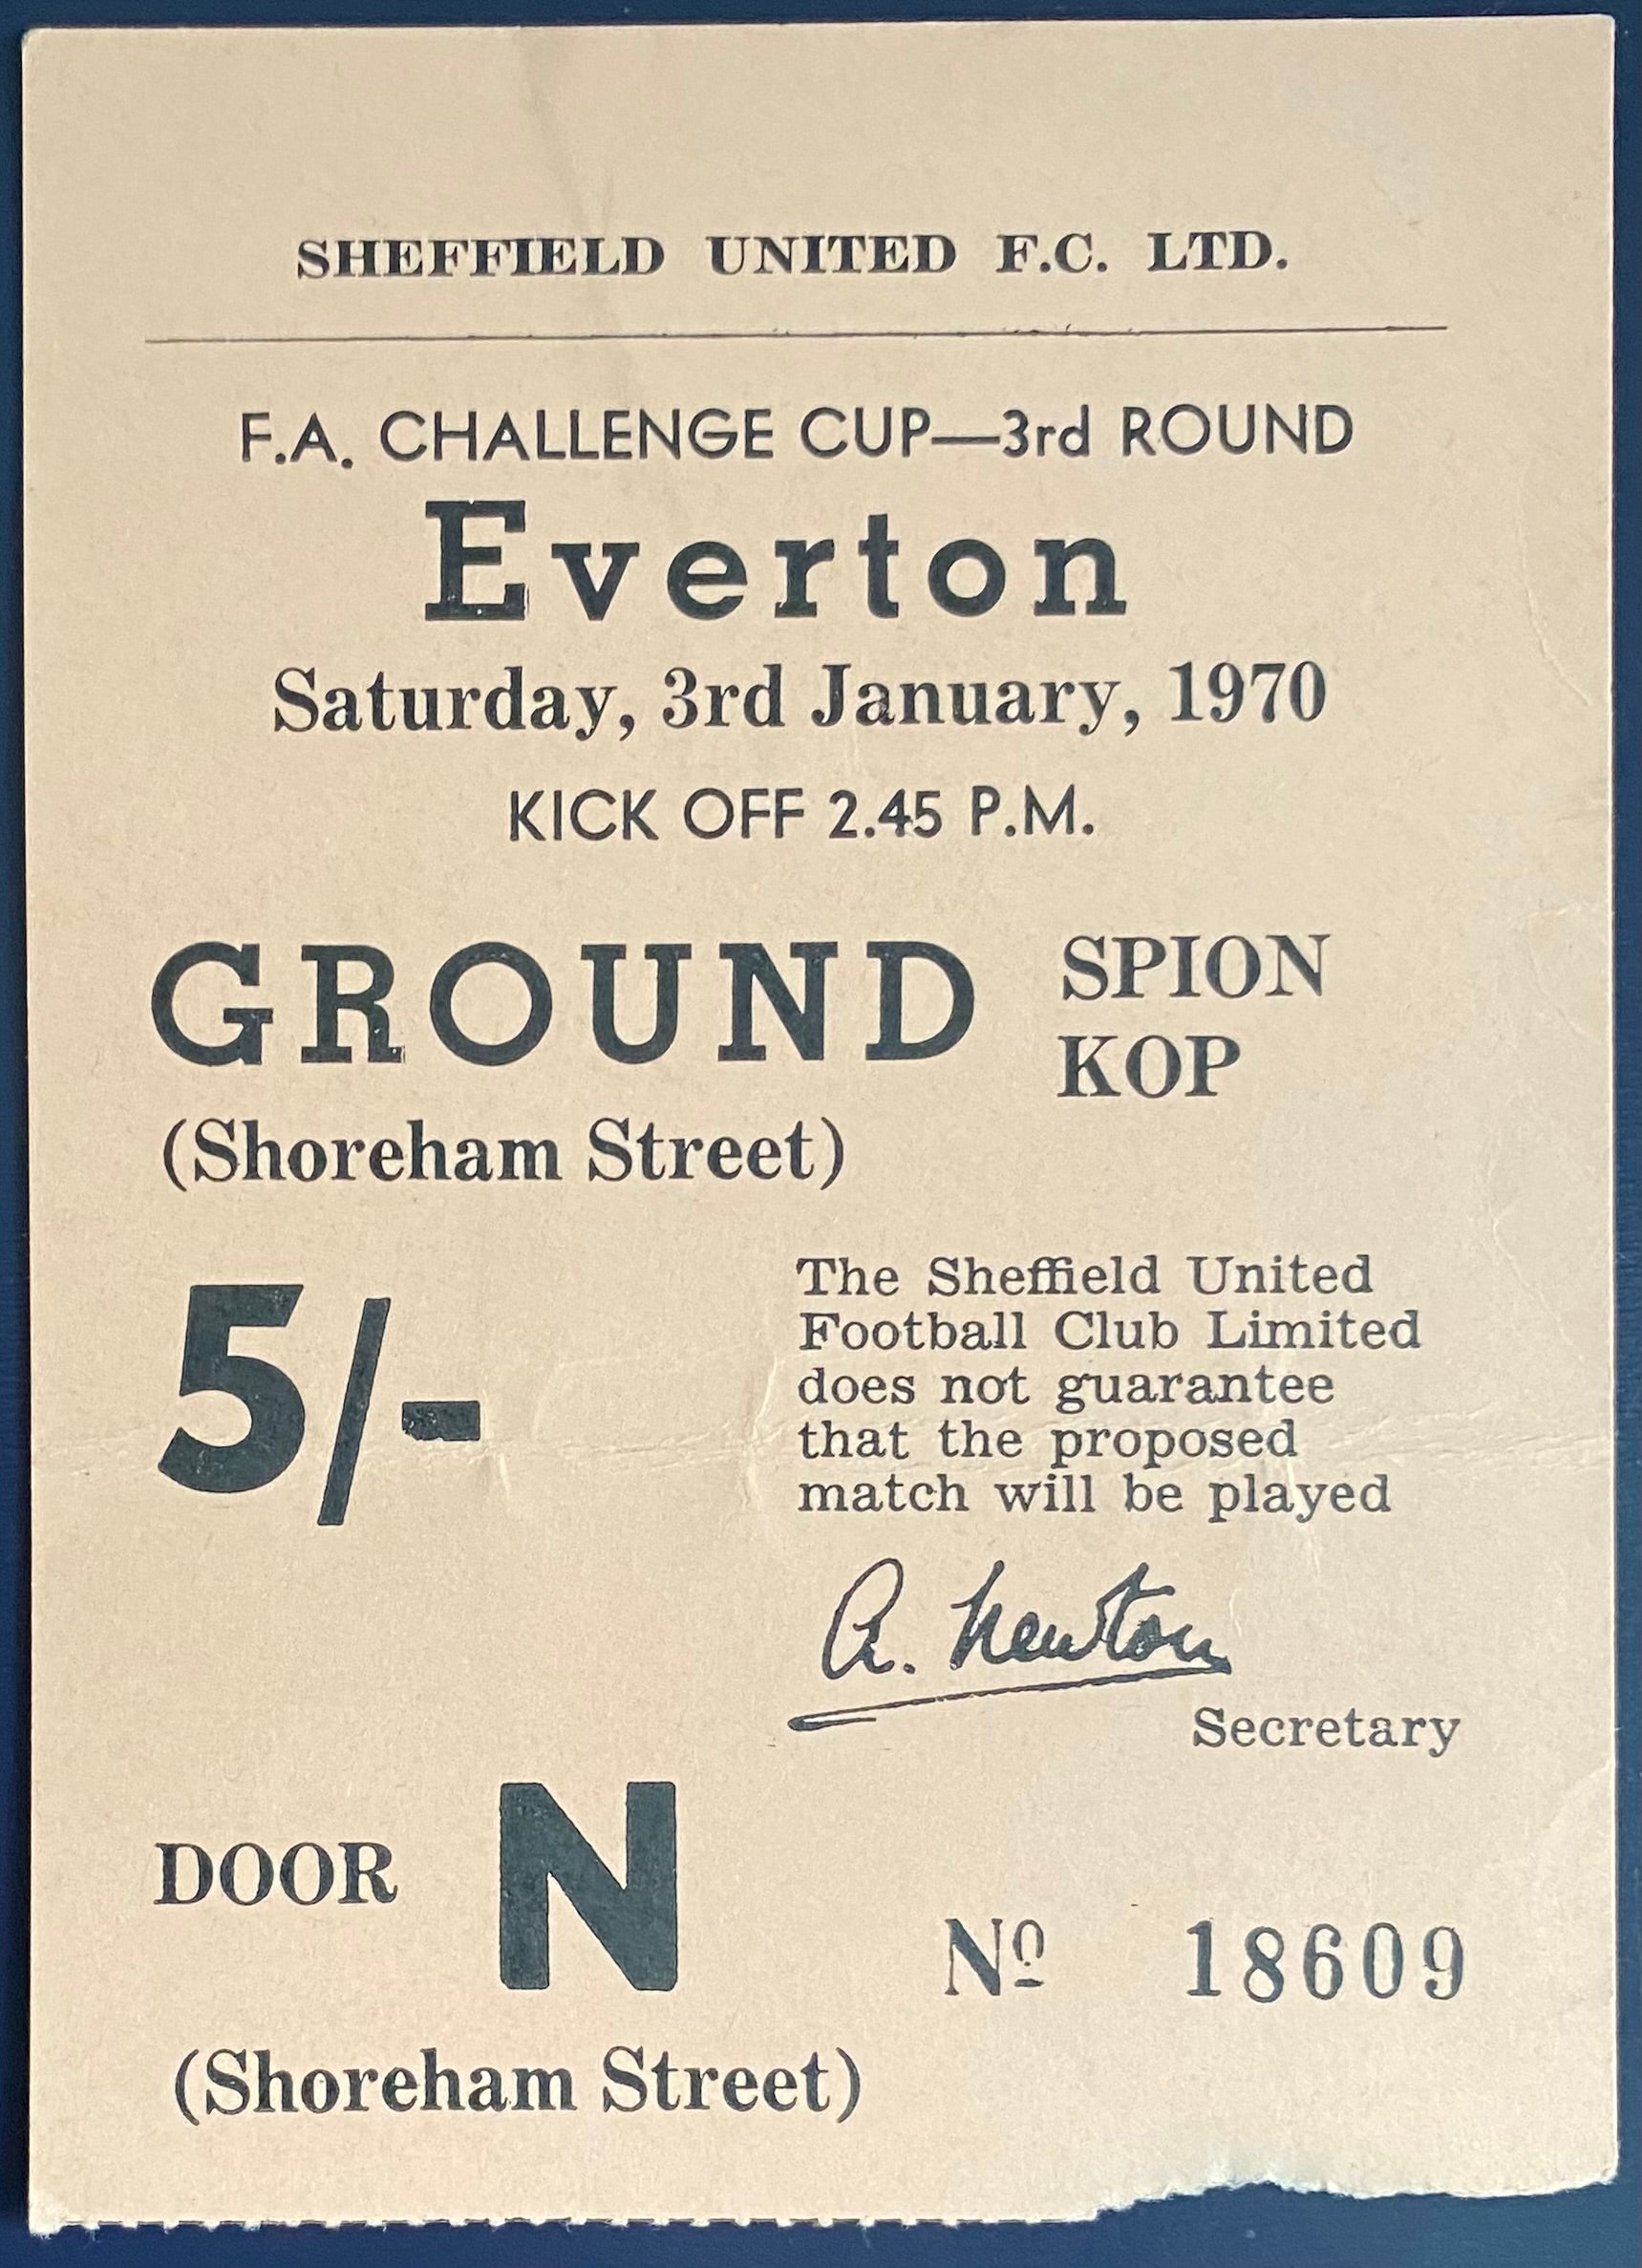 SHEFFIELD UNITED F.C. LTD.
F.A. CHALLENGE CUP—3rd ROUND
Everton
Saturday, 3rd January, 1970
KICK OFF 2.45 P.M.
GROUND SPION
KOP
(Shoreham Street)
5/-
The Sheffield United
Football Club Limited
does not guarantee
that the proposed
match will be played
A. Newton
Secretary
DOOR N
Nº 18609
(Shoreham Street)